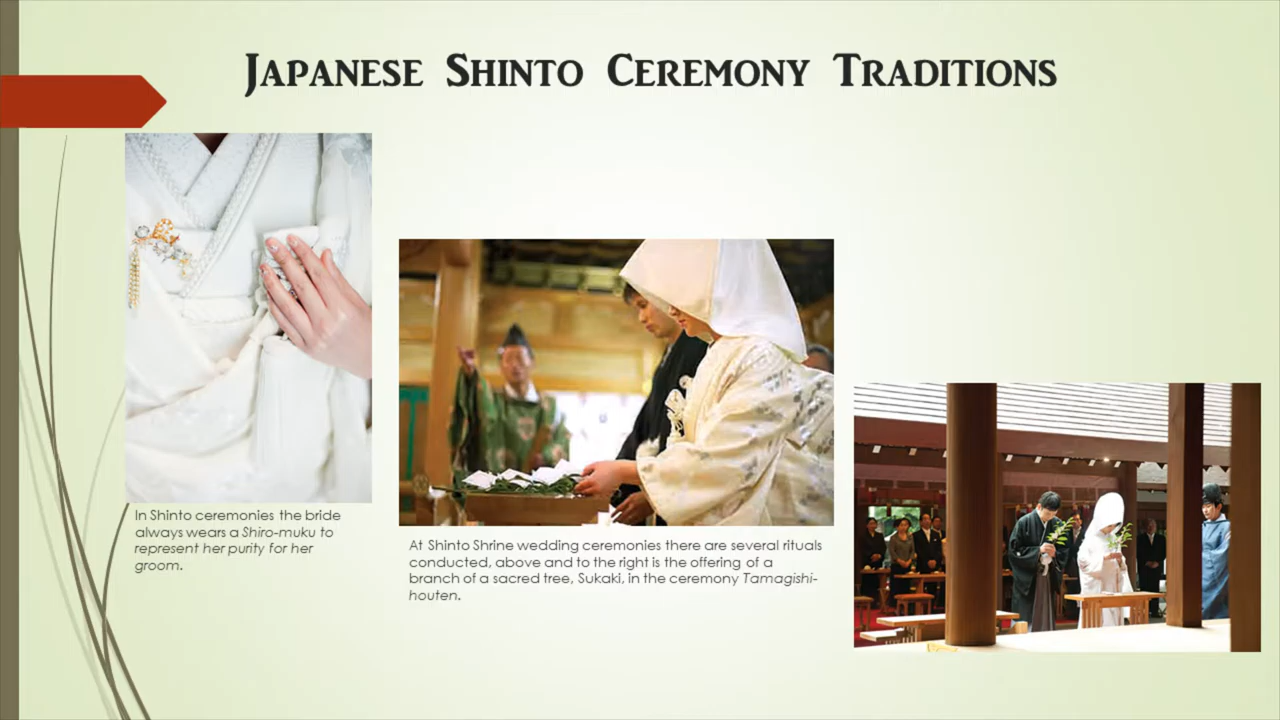 Japanese Shinto Ceremony Traditions
In Shinto ceremonies the bride
always wears a Shiro-muku to
represent her purity for her
groom.
At Shinto Shrine wedding ceremonies there are several rituals
conducted, above and to the right is the offering of a
branch of a sacred tree, Sukaki, in the ceremony Tamagishi-
houten.